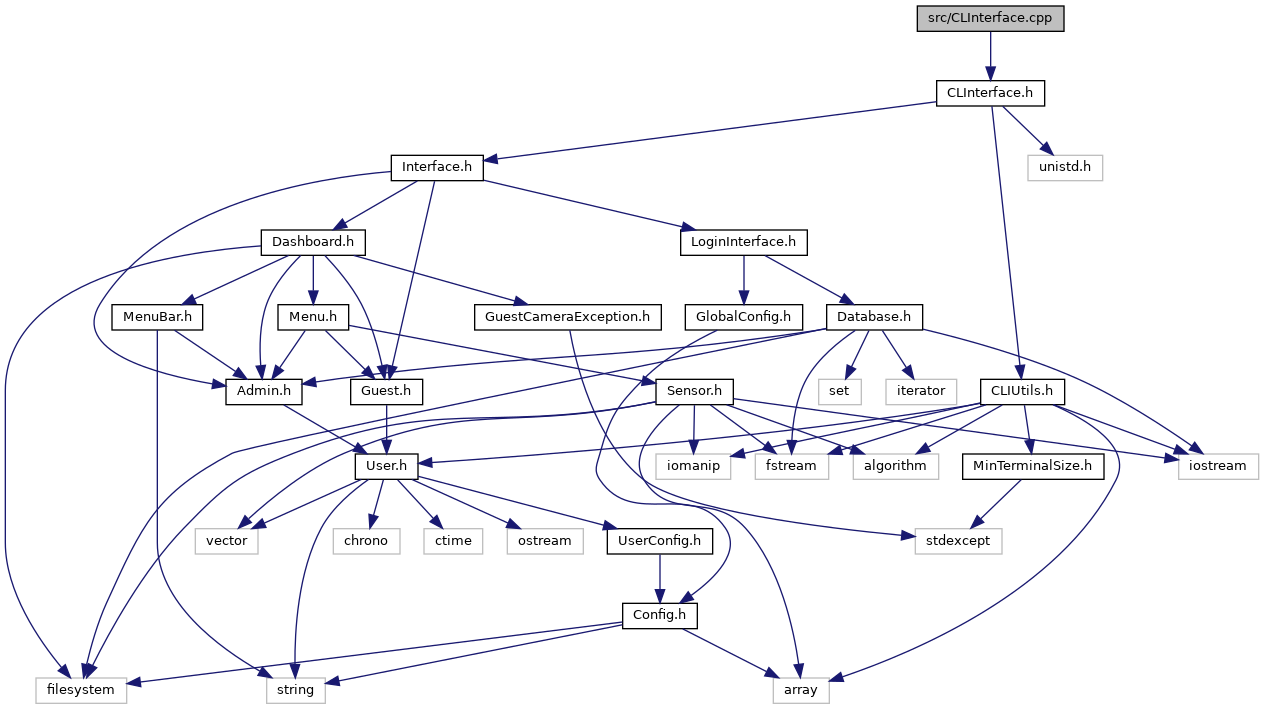 src/CLInterface.cpp
CLInterface.h
Interface.h
unistd.h
Dashboard.h
LoginInterface.h
MenuBar.h
Menu.h
GuestCameraException.h
GlobalConfig.h
Database.h
Admin.h
Guest.h
Sensor.h
set
iterator
CLIUtils.h
User.h
iomanip
fstream
algorithm
MinTerminalSize.h
iostream
vector
chrono
ctime
ostream
UserConfig.h
stdexcept
Config.h
filesystem
string
array